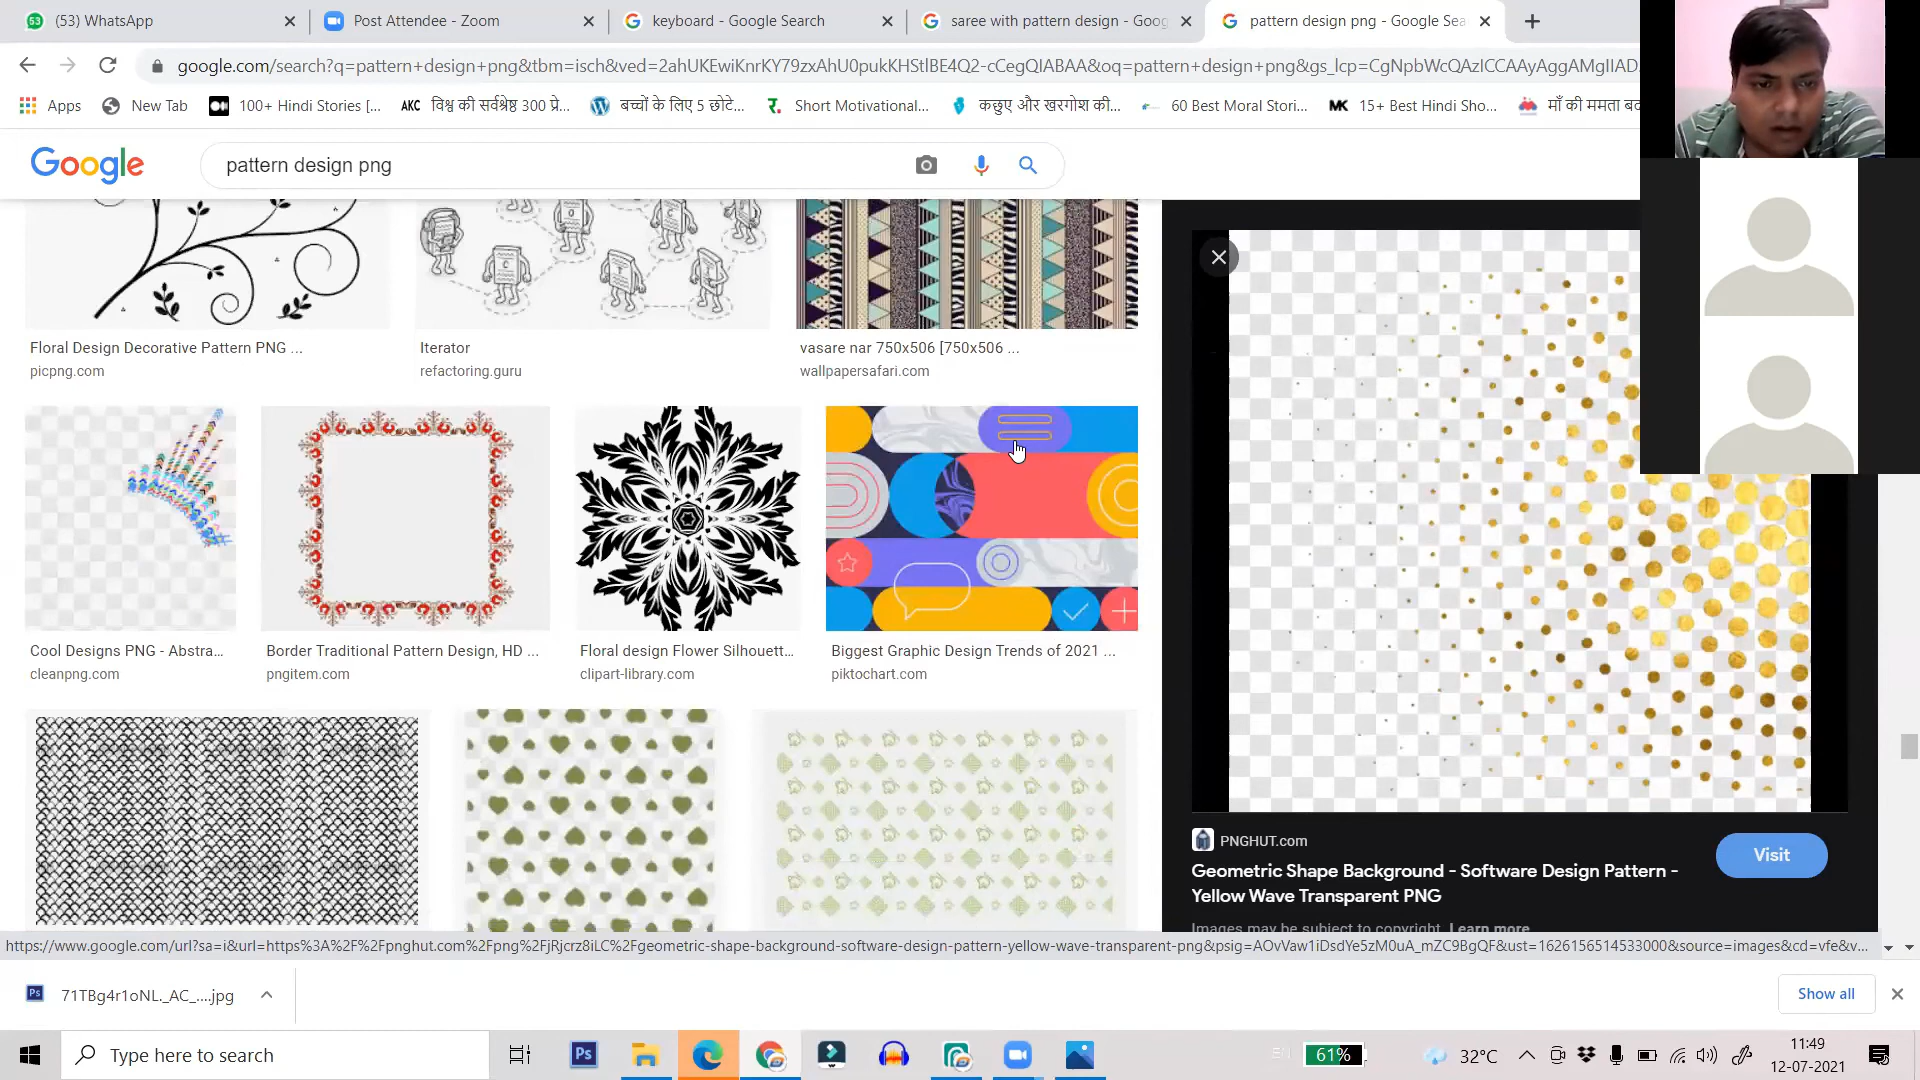 (53) WhatsApp
Post Attendee - Zoom
keyboard - Google Search
saree with pattern design - Goog
pattern design png - Google Sea
google.com/search?q=pattern+design+png&tbm=isch&ved=2ahUKEwiKnrKY79zxAhU0pukKHStIBE4Q2-cCegQIABAA&oq=pattern+design+png&gs_lcp=CgNpbWcQAzICCAAyAggAMgIIAD
Apps
New Tab
100+ Hindi Stories [...
AKC विश्व की सर्वश्रेष्ठ 300 प्रे...
बच्चों के लिए 5 छोटे...
Short Motivational...
कछुए और खरगोश की...
60 Best Moral Stori...
MK 15+ Best Hindi Sho...
माँ की ममता बद
Google
pattern design png
Floral Design Decorative Pattern PNG ...
picpng.com
Iterator
refactoring.guru
vasare nar 750x506 [750x506 ...
wallpapersafari.com
Cool Designs PNG - Abstra...
cleanpng.com
Border Traditional Pattern Design, HD ...
pngitem.com
Floral design Flower Silhouett...
clipart-library.com
Biggest Graphic Design Trends of 2021 ...
piktochart.com
PNGHUT.com
Geometric Shape Background - Software Design Pattern -
Yellow Wave Transparent PNG
Visit
Images may be subject to copyright. Learn more
https://www.google.com/url?sa=i&url=https%3A%2F%2Fpnghut.com%2Fpng%2FjRjcrz8iLC%2Fgeometric-shape-background-software-design-pattern-yellow-wave-transparent-png&psig=AOvVaw1iDsdYe5zM0uA_mZC9BgQF&ust=1626156514533000&source=images&cd=vfe&v...
Ps
71TBg4r1oNL._AC_....jpg
Show all
Type here to search
Ps
61%
32°C
11:49
12-07-2021